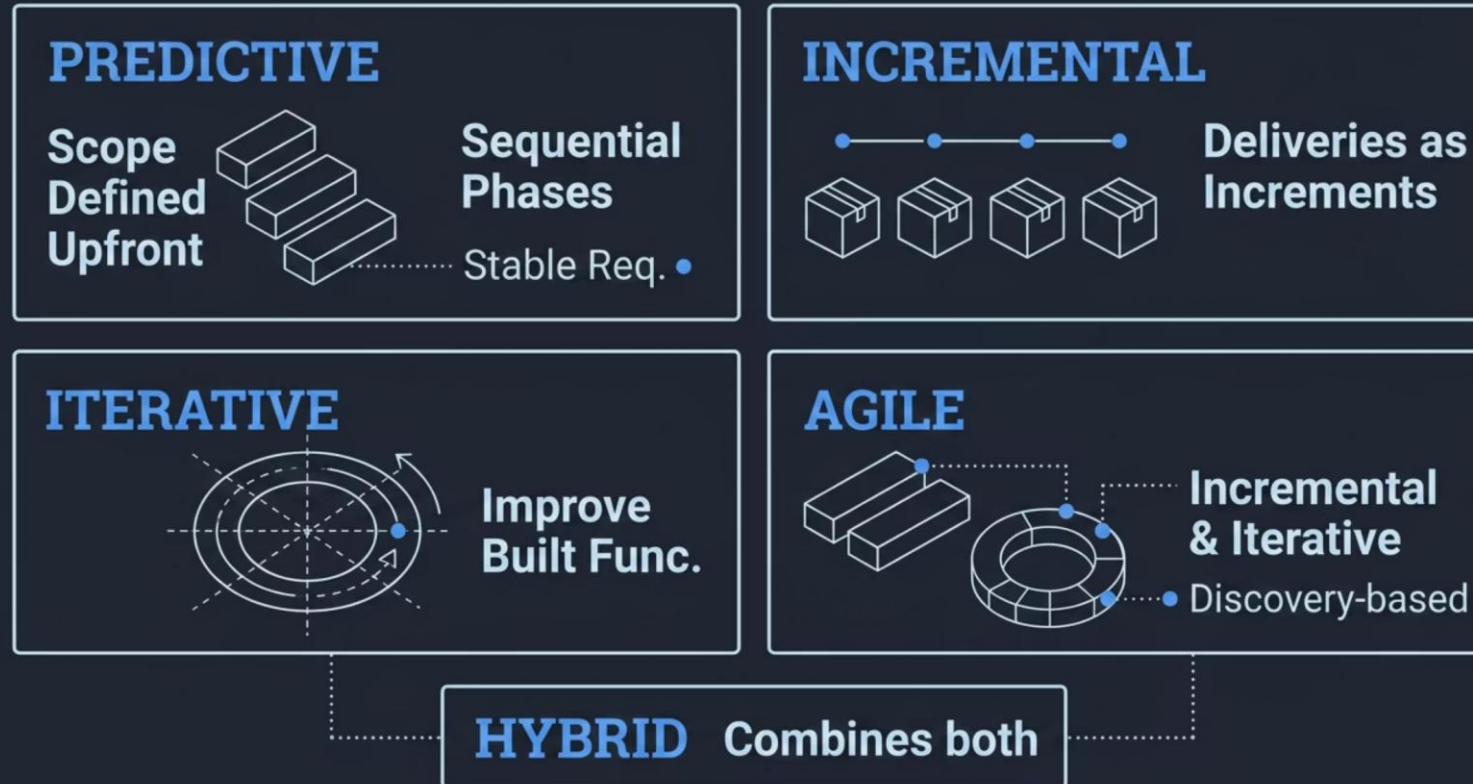 PREDICTIVE
Scope
Defined
Upfront
Sequential
Phases
Stable Req.
INCREMENTAL
Deliveries as
Increments
ITERATIVE
Improve
Built Func.
AGILE
Incremental
& Iterative
Discovery-based
HYBRID Combines both